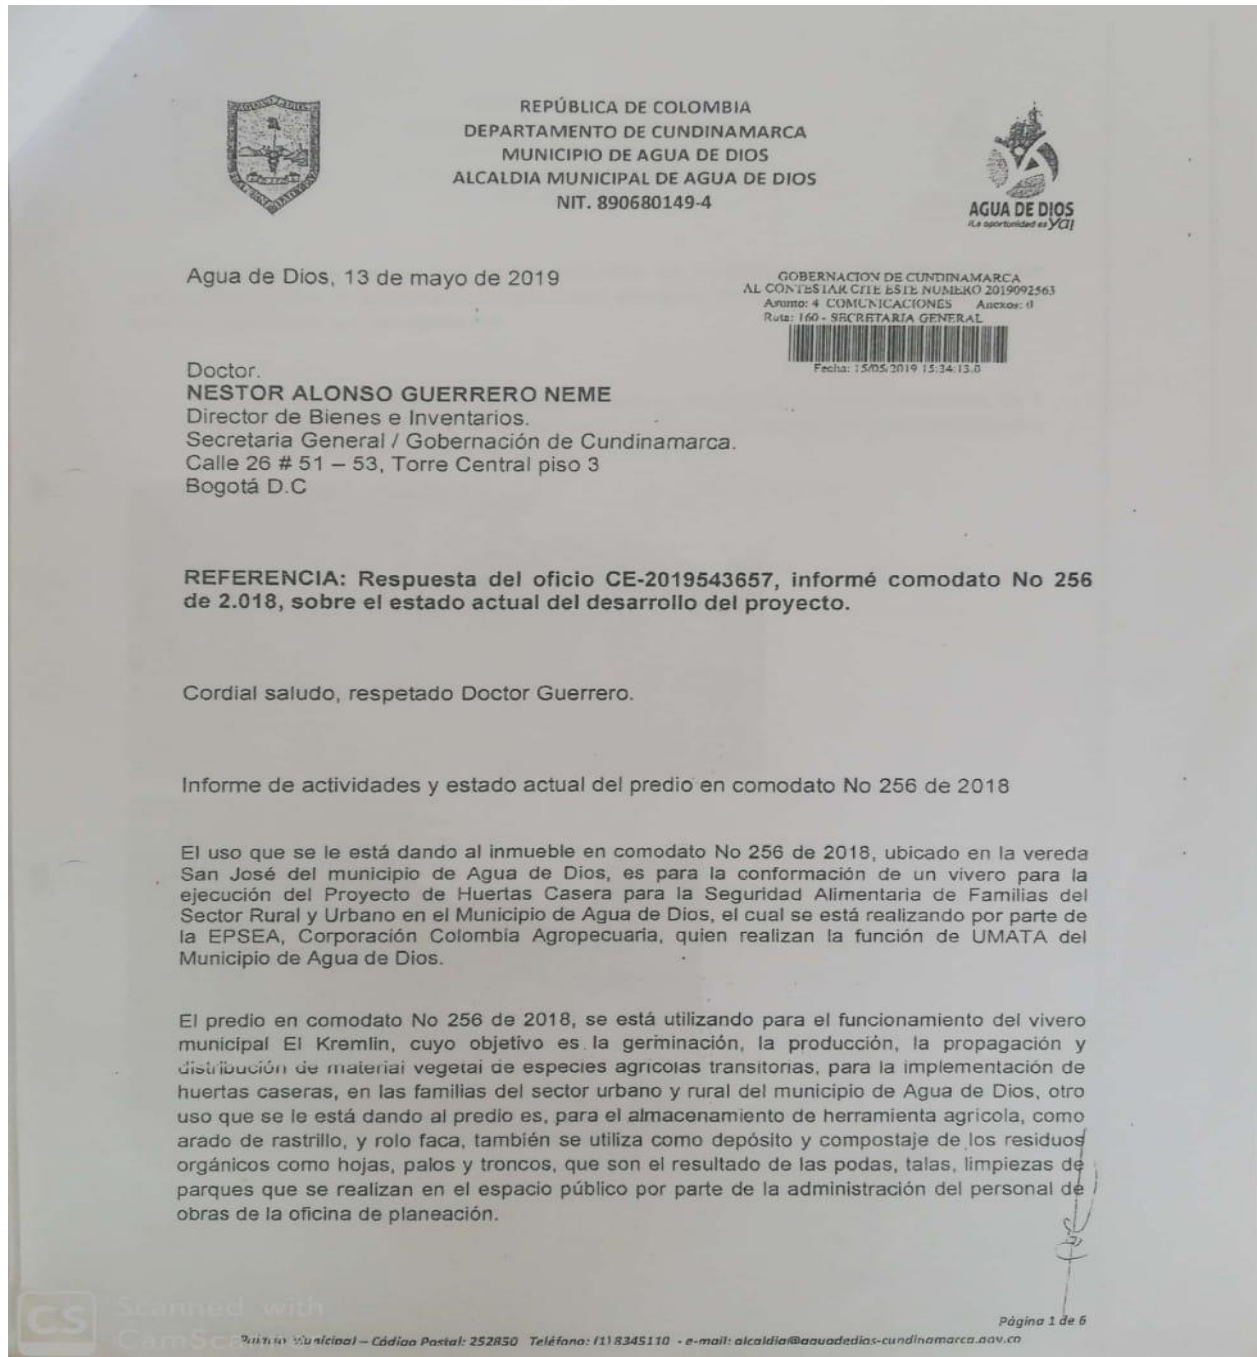 REPÚBLICA DE COLOMBIA
DEPARTAMENTO DE CUNDINAMARCA
MUNICIPIO DE AGUA DE DIOS
ALCALDIA MUNICIPAL DE AGUA DE DIOS
NIT. 890680149-4
AGUA DE DIOS
¡La oportunidad es YA!
Agua de Dios, 13 de mayo de 2019
GOBERNACION DE CUNDINAMARCA
AL CONTESTAR CITE ESTE NUMERO 2019092563
Asunto: 4 COMUNICACIONES Anexos: 0
Ruta: 160 - SECRETARIA GENERAL
Fecha: 15/05/2019 15:34:13.0
Doctor.
NESTOR ALONSO GUERRERO NEME
Director de Bienes e Inventarios.
Secretaria General / Gobernación de Cundinamarca.
Calle 26 # 51 – 53, Torre Central piso 3
Bogotá D.C
REFERENCIA: Respuesta del oficio CE-2019543657, informé comodato No 256
de 2.018, sobre el estado actual del desarrollo del proyecto.
Cordial saludo, respetado Doctor Guerrero.
Informe de actividades y estado actual del predio en comodato No 256 de 2018
El uso que se le está dando al inmueble en comodato No 256 de 2018, ubicado en la vereda
San José del municipio de Agua de Dios, es para la conformación de un vivero para la
ejecución del Proyecto de Huertas Casera para la Seguridad Alimentaria de Familias del
Sector Rural y Urbano en el Municipio de Agua de Dios, el cual se está realizando por parte de
la EPSEA, Corporación Colombia Agropecuaria, quien realizan la función de UMATA del
Municipio de Agua de Dios.
El predio en comodato No 256 de 2018, se está utilizando para el funcionamiento del vivero
municipal El Kremlin, cuyo objetivo es la germinación, la producción, la propagación y
distribución de material vegetal de especies agrícolas transitorias, para la implementación de
huertas caseras, en las familias del sector urbano y rural del municipio de Agua de Dios, otro
uso que se le está dando al predio es, para el almacenamiento de herramienta agricola, como
arado de rastrillo, y rolo faca, también se utiliza como depósito y compostaje de los residuos
orgánicos como hojas, palos y troncos, que son el resultado de las podas, talas, limpiezas de
parques que se realizan en el espacio público por parte de la administración del personal de
obras de la oficina de planeación.
Página 1 de 6
CS Scanned with
CamScanner
Municipal – Código Postal: 252850 Teléfono: (1) 8345110 - e-mail: alcaldia@aguadedios-cundinamarca.gov.co